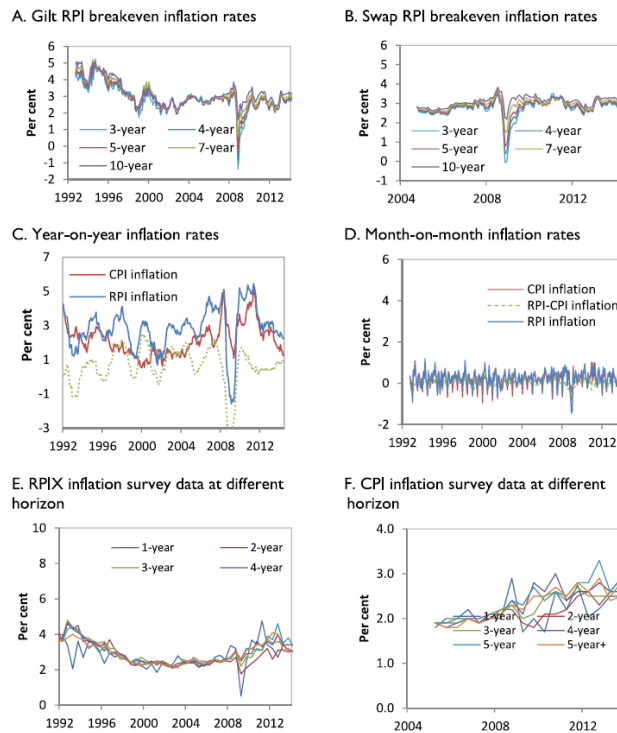 A. Gilt RPI breakeven inflation rates
Per cent
6
5
4
3
2
1
0
-1
-2
3-year
4-year
5-year
7-year
10-year
1992 1996 2000 2004 2008 2012
B. Swap RPI breakeven inflation rates
Per cent
6
5
4
3
2
1
0
-1
3-year
4-year
5-year
7-year
10-year
2004 2008 2012
C. Year-on-year inflation rates
Per cent
7
5
3
1
-1
-3
CPI inflation
RPI inflation
1992 1996 2000 2004 2008 2012
D. Month-on-month inflation rates
Per cent
6
4
2
0
-2
CPI inflation
RPI-CPI inflation
RPI inflation
1992 1996 2000 2004 2008 2012
E. RPIX inflation survey data at different
horizon
Per cent
10
8
6
4
2
0
1-year
2-year
3-year
4-year
1992 1996 2000 2004 2008 2012
F. CPI inflation survey data at different
horizon
Per cent
4.0
3.0
2.0
1.0
0.0
1-year
2-year
3-year
4-year
5-year
5-year+
2004 2008 2012